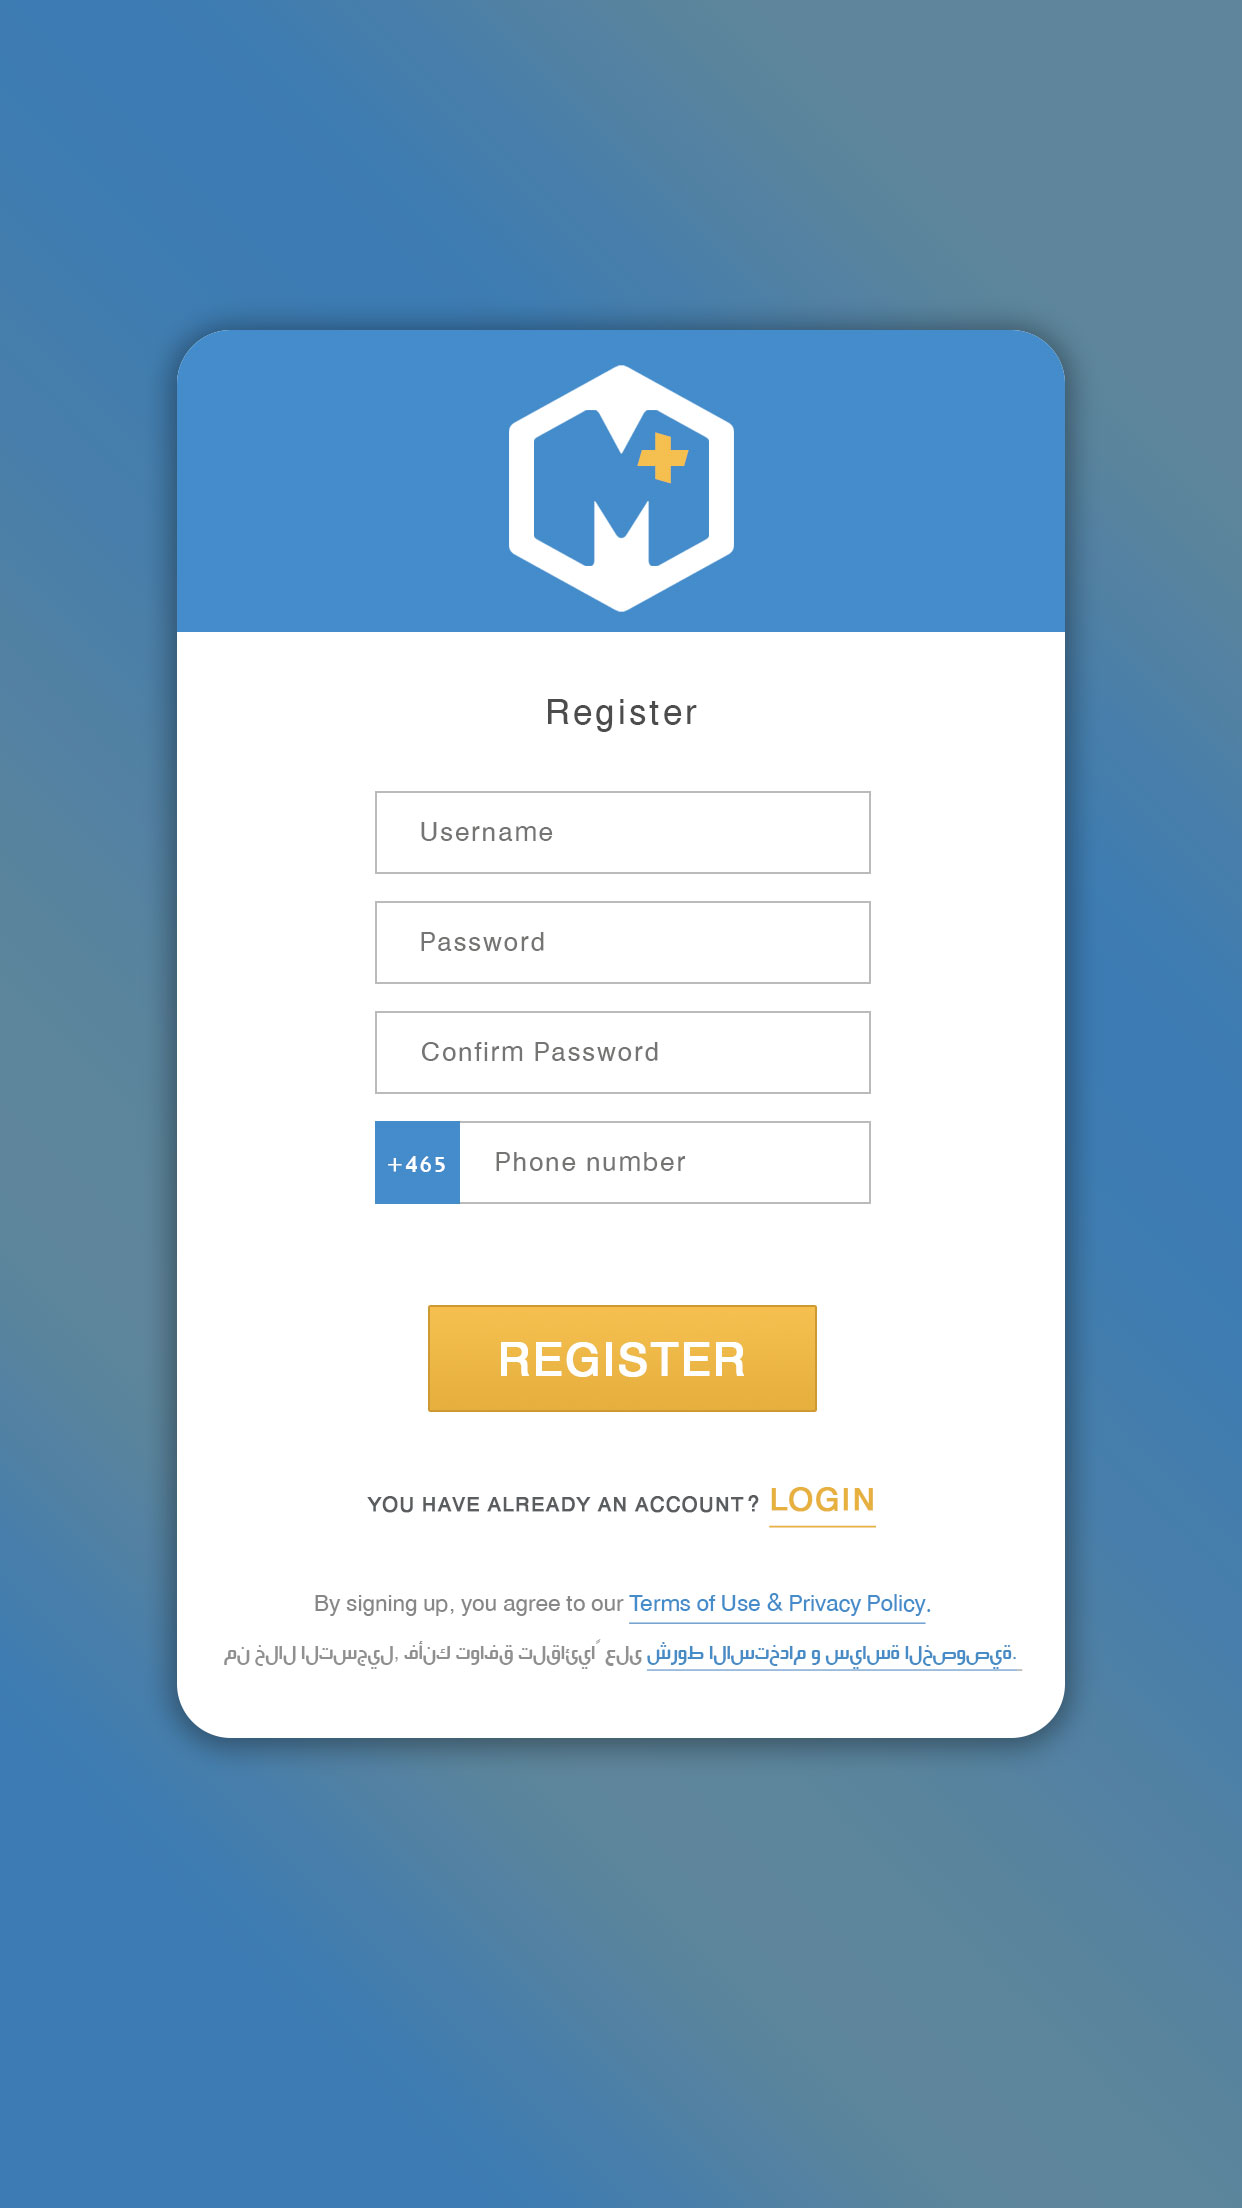 Register
Username
Password
Confirm Password
+465 Phone number
REGISTER
YOU HAVE ALREADY AN ACCOUNT? LOGIN
By signing up, you agree to our Terms of Use & Privacy Policy.
من خلال التسجيل, فأنك توافق تلقائياً على شروط الاستخدام و سياسة الخصوصية.